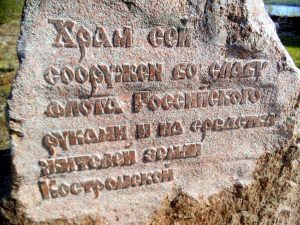 Храм сей
сооружен во славу
флота Российского
руками и на средства
жителей земли
Костромской